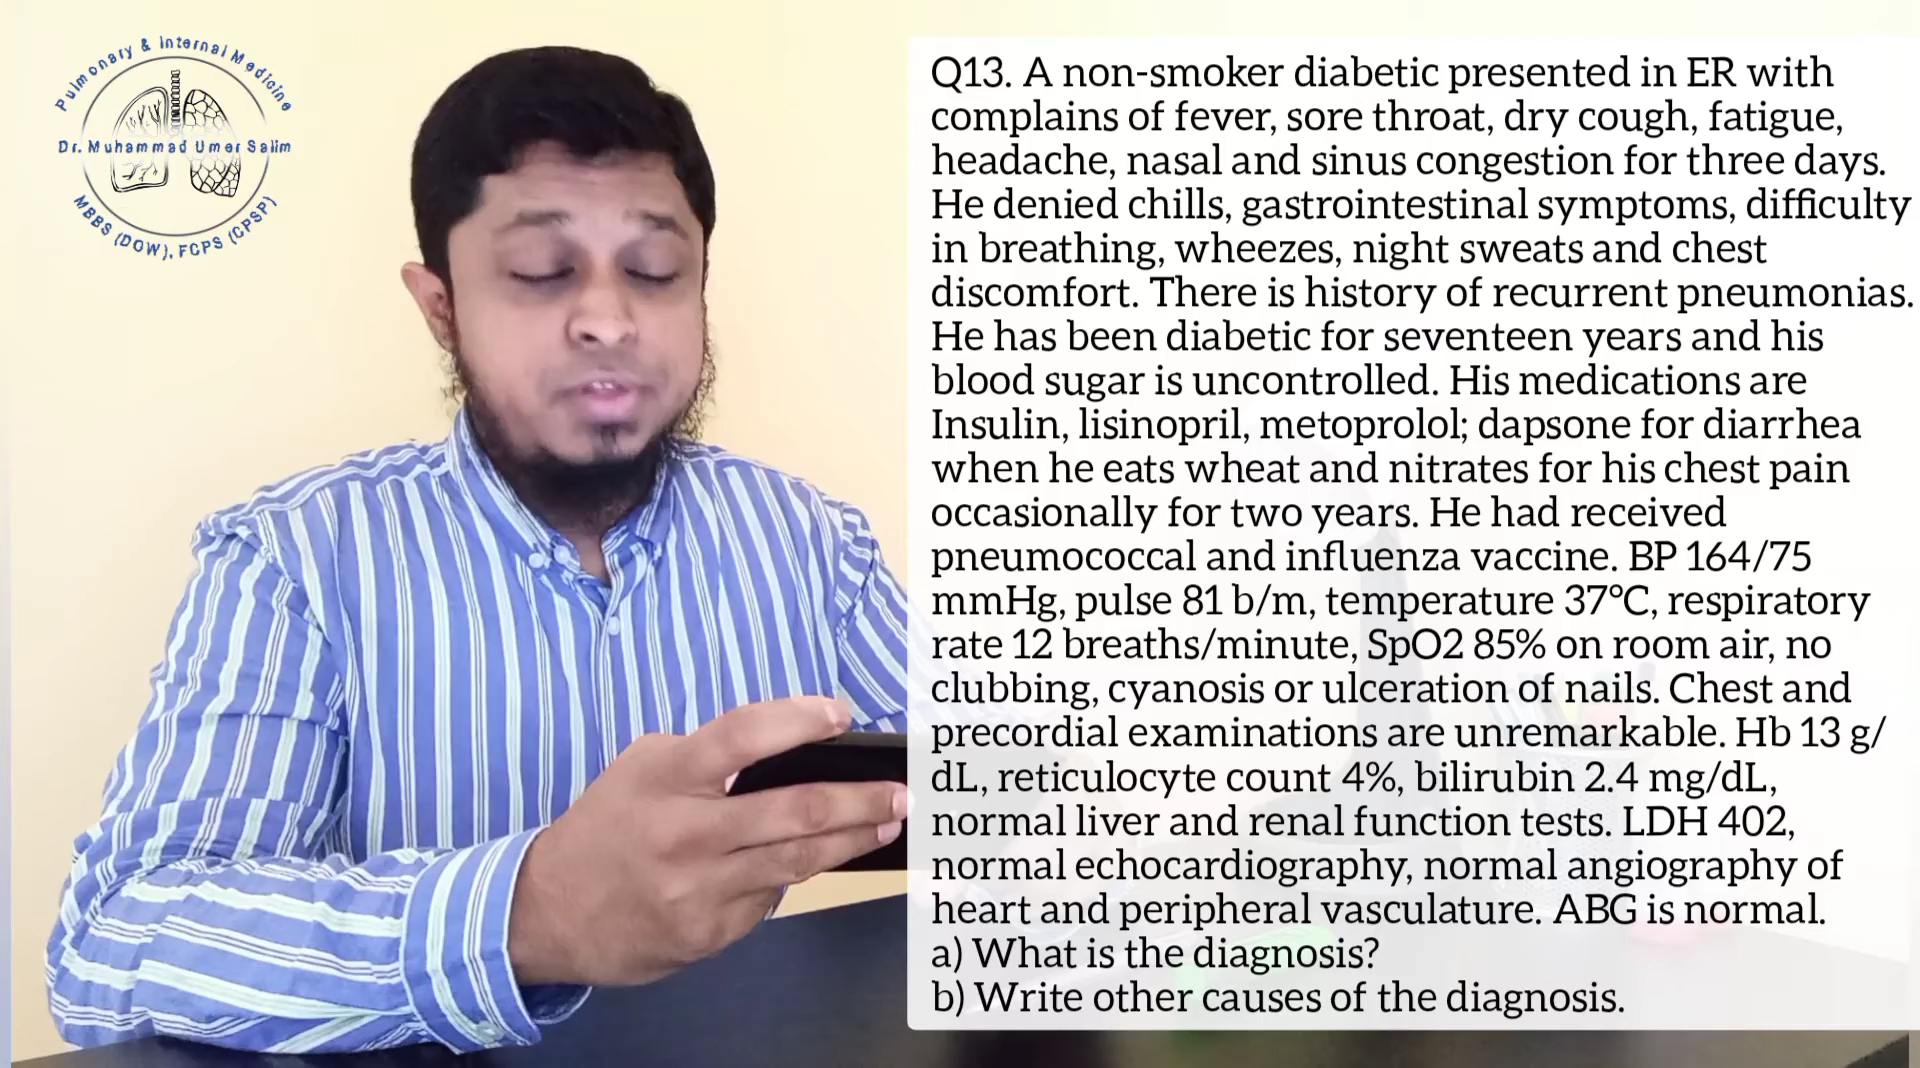 Pulmonary & Internal Medicine
Dr. Muhammad Umer Salim
MBBS (DOW), FCPS (CPSP)
Q13. A non-smoker diabetic presented in ER with
complains of fever, sore throat, dry cough, fatigue,
headache, nasal and sinus congestion for three days.
He denied chills, gastrointestinal symptoms, difficulty
in breathing, wheezes, night sweats and chest
discomfort. There is history of recurrent pneumonias.
He has been diabetic for seventeen years and his
blood sugar is uncontrolled. His medications are
Insulin, lisinopril, metoprolol; dapsone for diarrhea
when he eats wheat and nitrates for his chest pain
occasionally for two years. He had received
pneumococcal and influenza vaccine. BP 164/75
mmHg, pulse 81 b/m, temperature 37°C, respiratory
rate 12 breaths/minute, SpO2 85% on room air, no
clubbing, cyanosis or ulceration of nails. Chest and
precordial examinations are unremarkable. Hb 13 g/
dL, reticulocyte count 4%, bilirubin 2.4 mg/dL,
normal liver and renal function tests. LDH 402,
normal echocardiography, normal angiography of
heart and peripheral vasculature. ABG is normal.
a) What is the diagnosis?
b) Write other causes of the diagnosis.